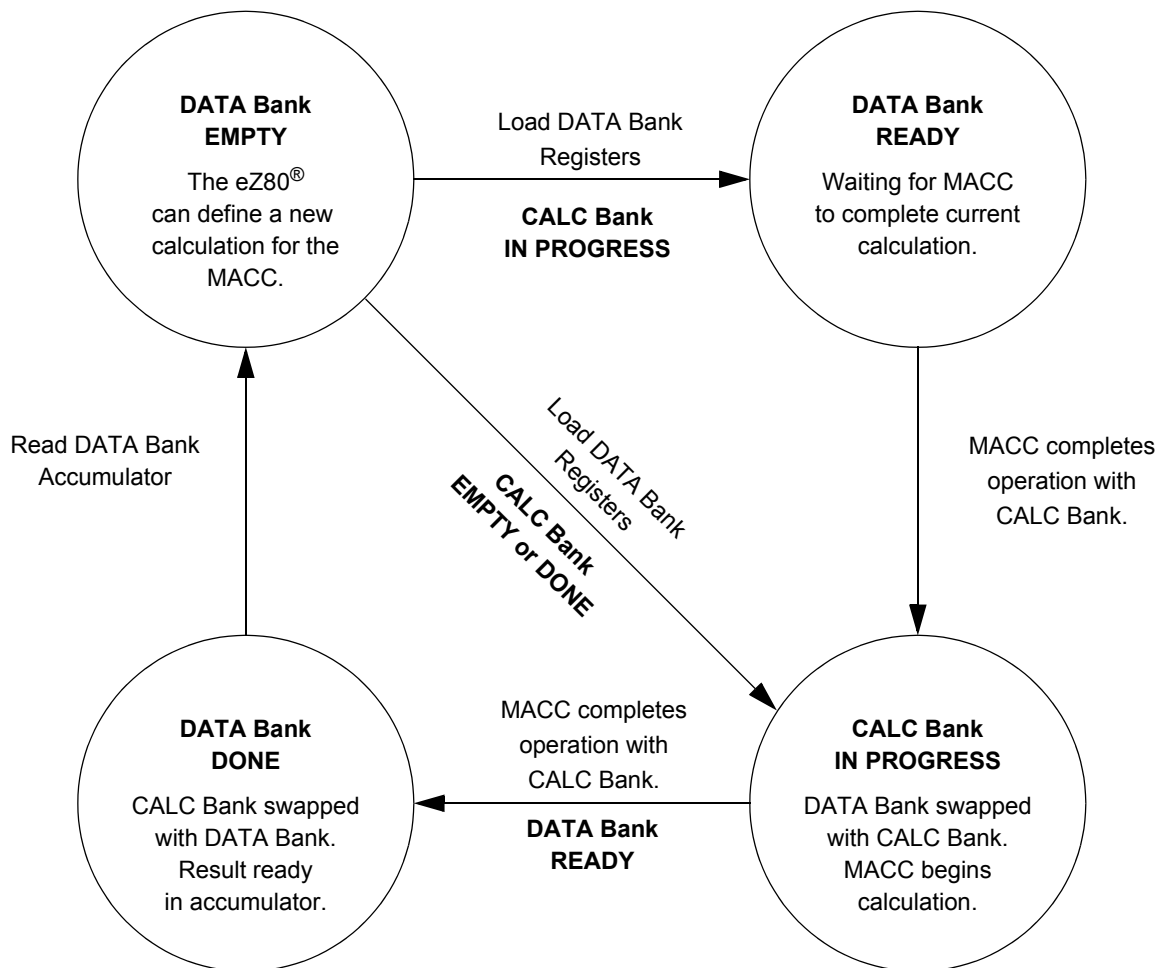 DATA Bank
EMPTY
The eZ80®
can define a new
calculation for the
MACC.
Load DATA Bank
Registers
CALC Bank
IN PROGRESS
DATA Bank
READY
Waiting for MACC
to complete current
calculation.
Read DATA Bank
Accumulator
Load DATA Bank
Registers
CALC Bank
EMPTY or DONE
MACC completes
operation with
CALC Bank.
DATA Bank
DONE
CALC Bank swapped
with DATA Bank.
Result ready
in accumulator.
MACC completes
operation with
CALC Bank.
DATA Bank
READY
CALC Bank
IN PROGRESS
DATA Bank swapped
with CALC Bank.
MACC begins
calculation.